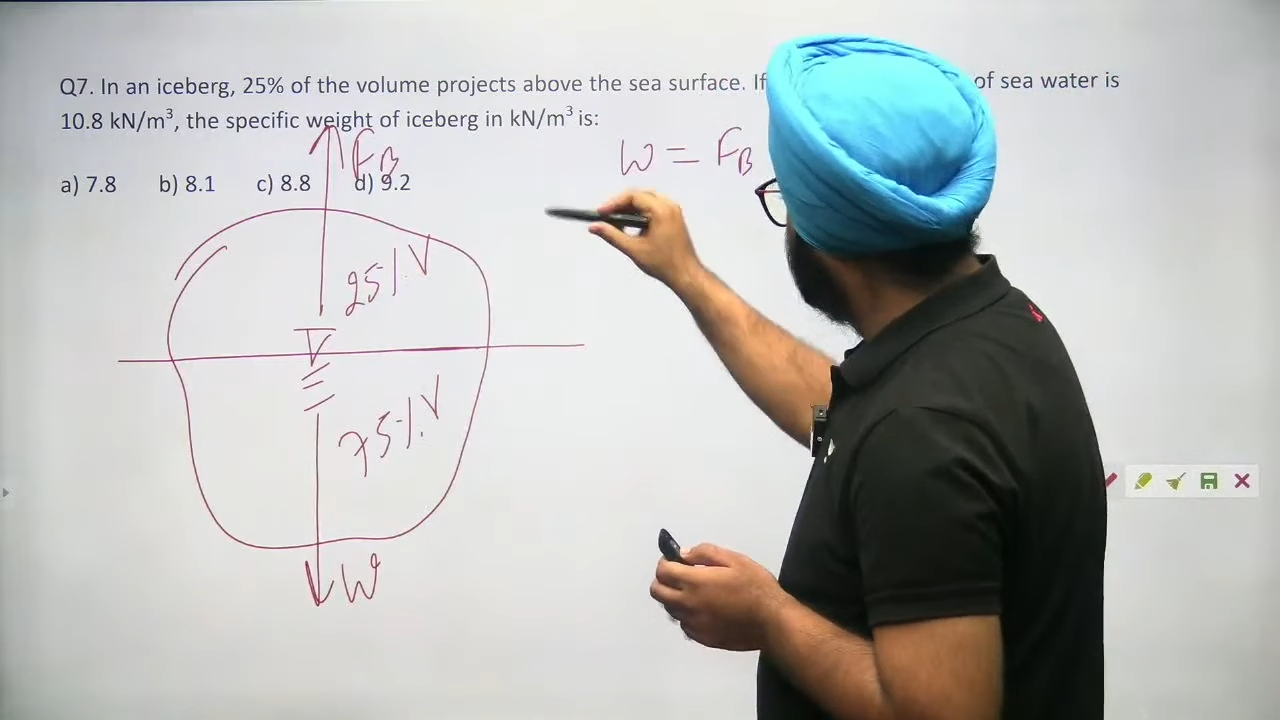 Q7. In an iceberg, 25% of the volume projects above the sea surface. If of sea water is
10.8 kN/m³, the specific weight of iceberg in kN/m³ is:
a) 7.8 b) 8.1 c) 8.8 d) 9.2
FB
W = FB
25% V
75% V
W